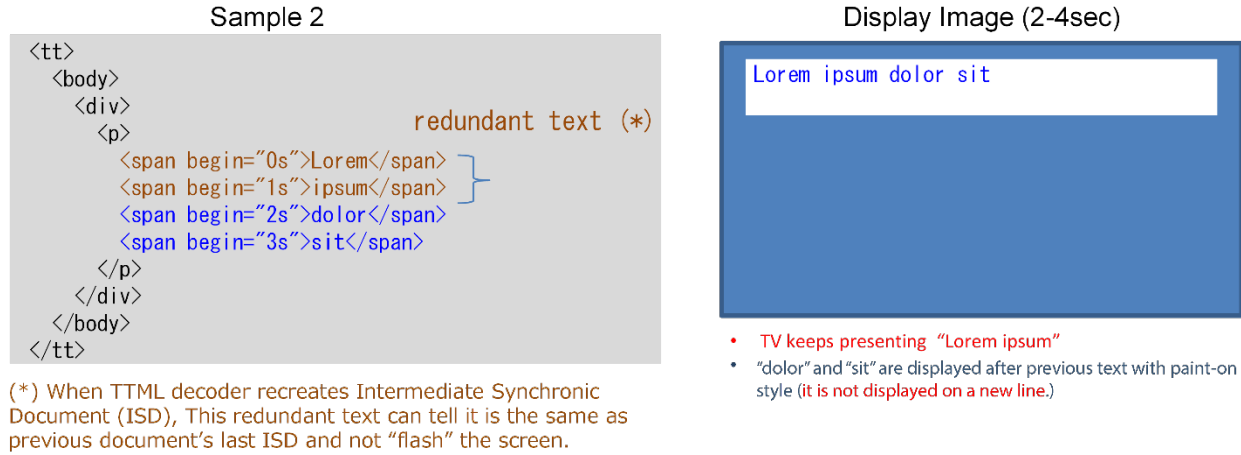 Sample 2
<tt>
<body>
<div>
<p>
redundant text (*)
<span begin="0s">Lorem</span>
<span begin="1s">ipsum</span>
<span begin="2s">dolor</span>
<span begin="3s">sit</span>
</p>
</div>
</body>
</tt>
(*) When TTML decoder recreates Intermediate Synchronic
Document (ISD), This redundant text can tell it is the same as
previous document's last ISD and not “flash” the screen.
Display Image (2-4sec)
Lorem ipsum dolor sit
• TV keeps presenting “Lorem ipsum”
• “dolor” and “sit” are displayed after previous text with paint-on
style (it is not displayed on a new line.)